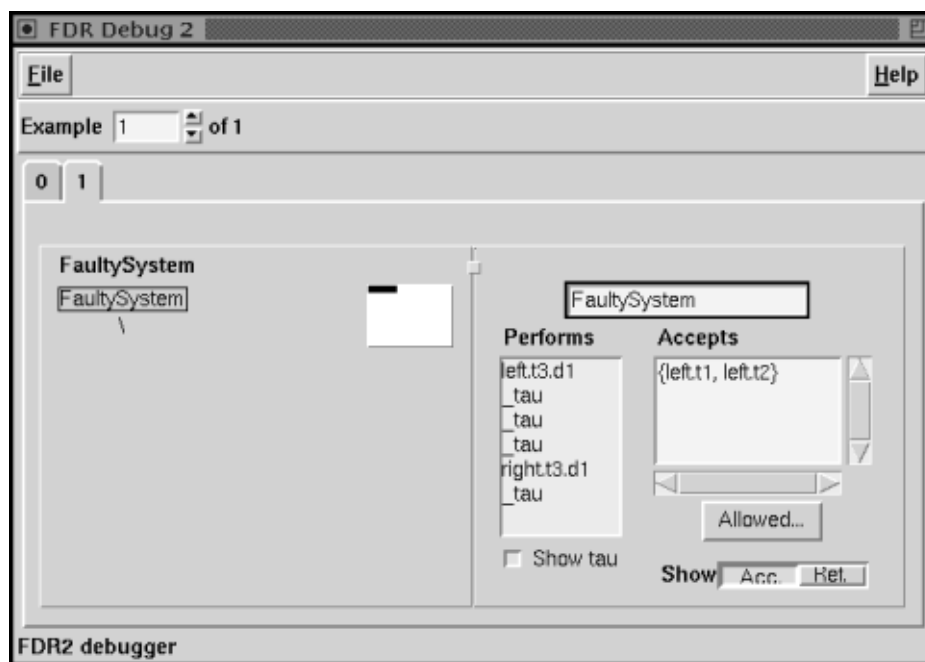 FDR Debug 2
File Help
Example 1 of 1
0 1
FaultySystem
FaultySystem
\
FaultySystem
Performs Accepts
left.t3.d1
_tau
_tau
_tau
right.t3.d1
_tau
{left.t1, left.t2}
Allowed...
Show tau
Show Acc. Ref.
FDR2 debugger